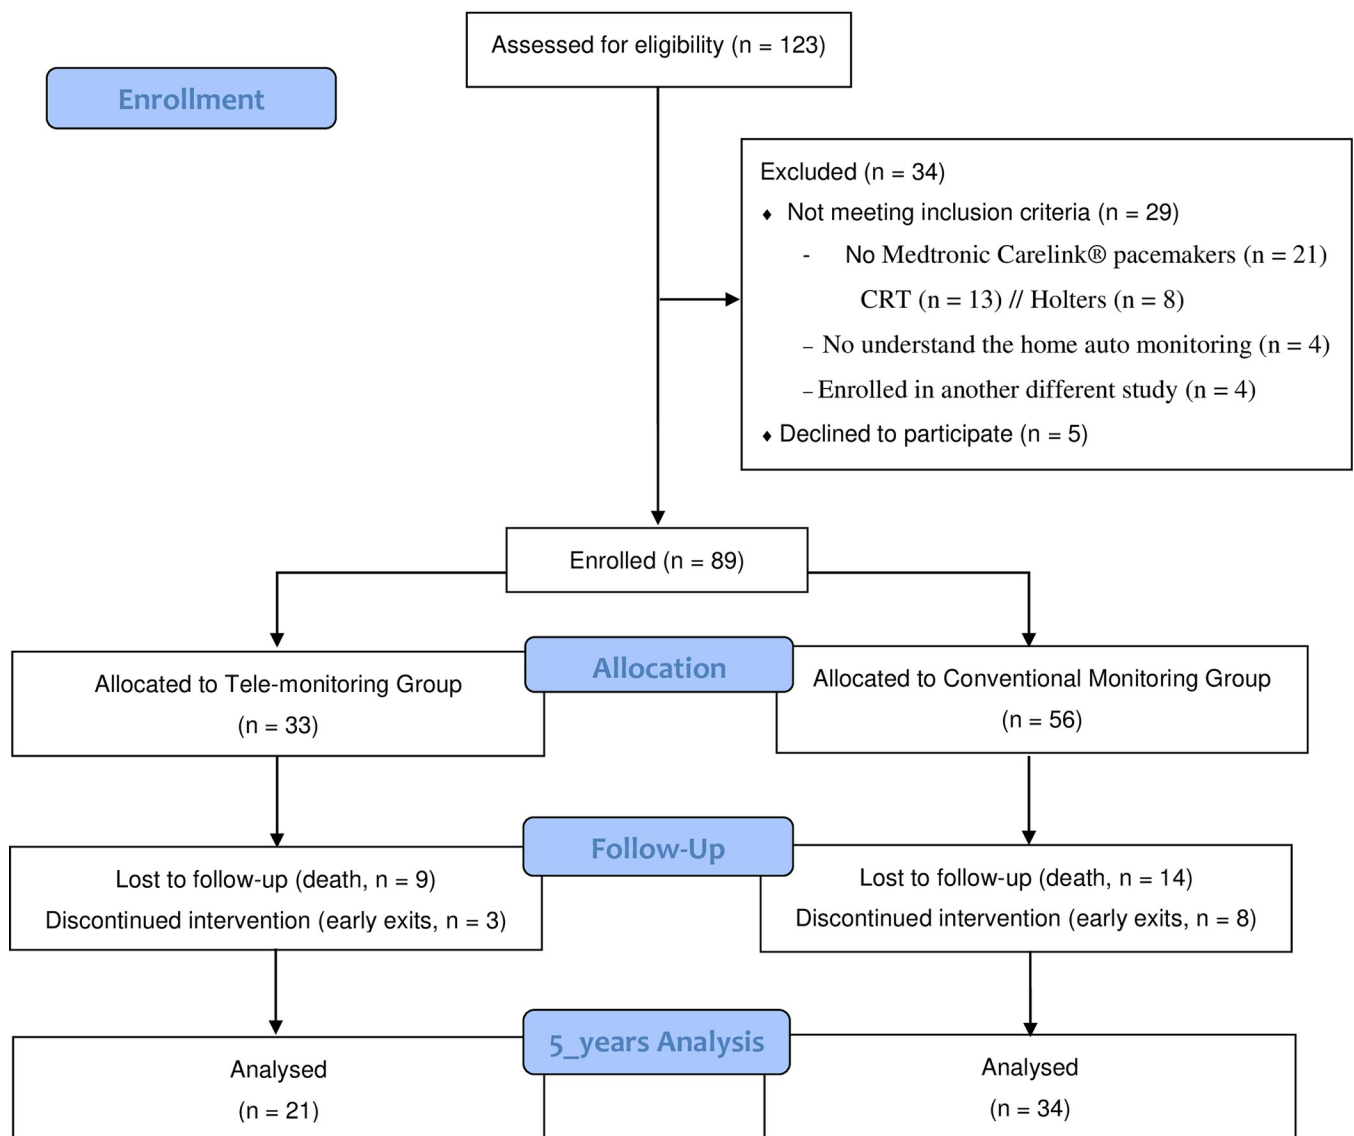 Assessed for eligibility (n = 123)
Enrollment
Excluded (n = 34)
♦ Not meeting inclusion criteria (n = 29)
- No Medtronic Carelink® pacemakers (n = 21)
CRT (n = 13) // Holters (n = 8)
– No understand the home auto monitoring (n = 4)
– Enrolled in another different study (n = 4)
♦ Declined to participate (n = 5)
Enrolled (n = 89)
Allocation
Allocated to Tele-monitoring Group
(n = 33)
Allocated to Conventional Monitoring Group
(n = 56)
Follow-Up
Lost to follow-up (death, n = 9)
Discontinued intervention (early exits, n = 3)
Lost to follow-up (death, n = 14)
Discontinued intervention (early exits, n = 8)
5_years Analysis
Analysed
(n = 21)
Analysed
(n = 34)